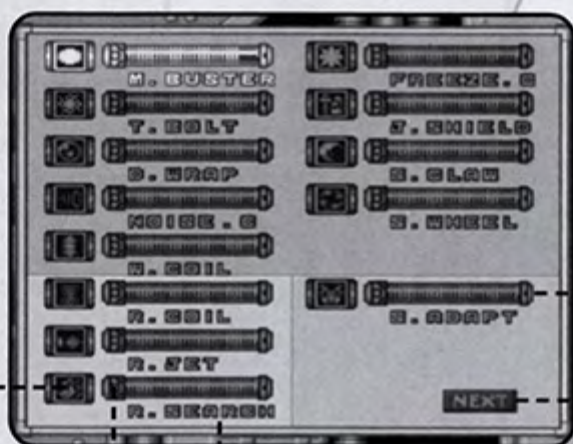 M. BUSTER
T. BOLT
D. WRAP
NOISE. C
W. COIL
R. COIL
R. JET
R. SEARCH
FREEZE. C
J. SHIELD
S. CLAW
S. WHEEL
S. ADAPT
NEXT